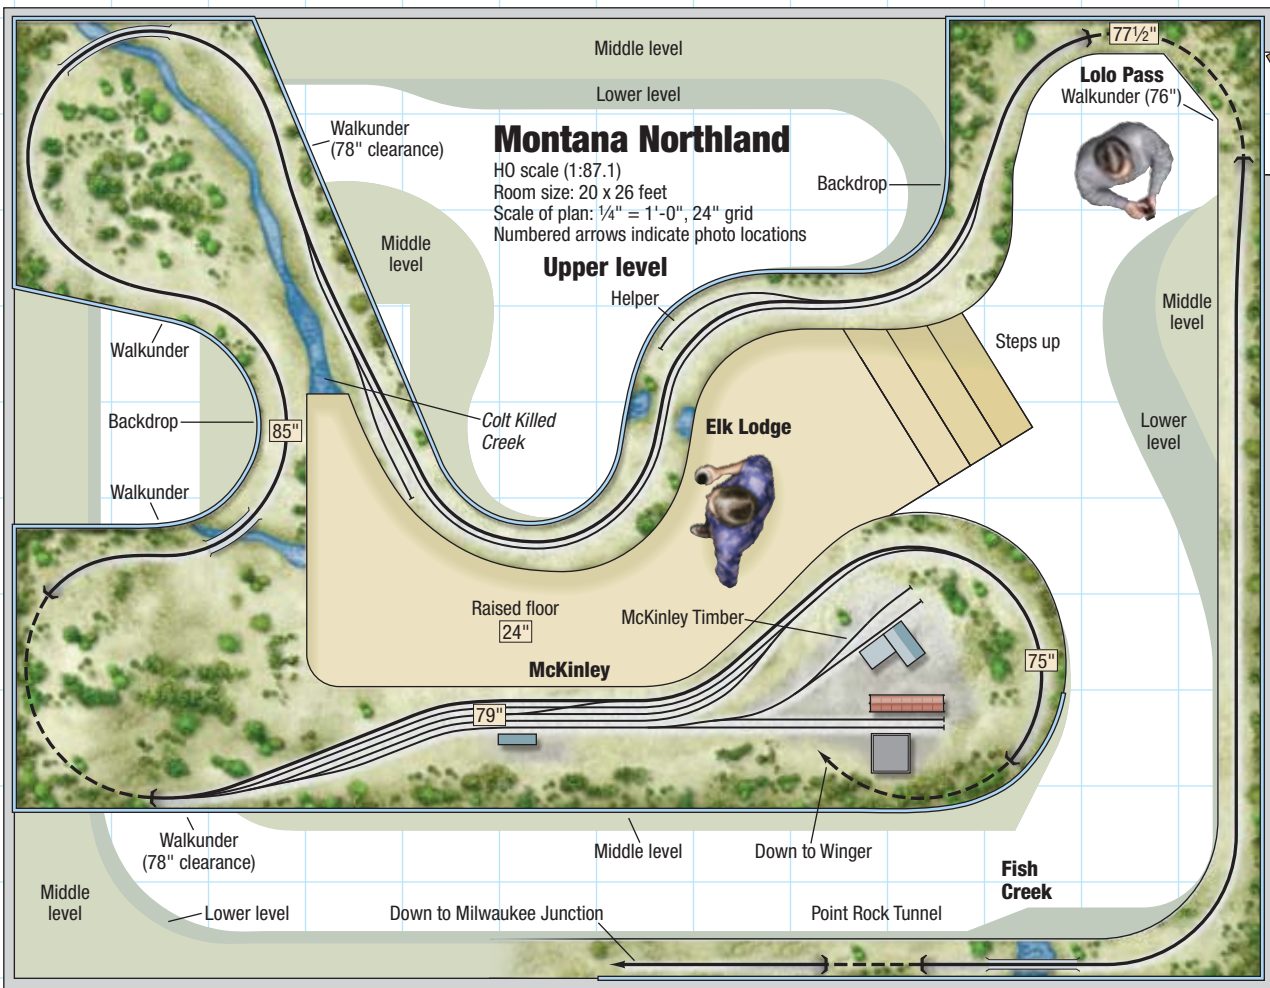 Middle level
Lower level
77½"
Lolo Pass
Walkunder (76")
Walkunder
(78" clearance)
Montana Northland
HO scale (1:87.1)
Room size: 20 x 26 feet
Scale of plan: ¼" = 1'-0", 24" grid
Numbered arrows indicate photo locations
Backdrop
Middle
level
Upper level
Helper
Middle
level
Walkunder
Steps up
Backdrop
85"
Colt Killed
Creek
Elk Lodge
Lower
level
Walkunder
Raised floor
24"
McKinley Timber
McKinley
75"
79"
Walkunder
(78" clearance)
Middle level
Down to Winger
Fish
Creek
Middle
level
Lower level
Down to Milwaukee Junction
Point Rock Tunnel